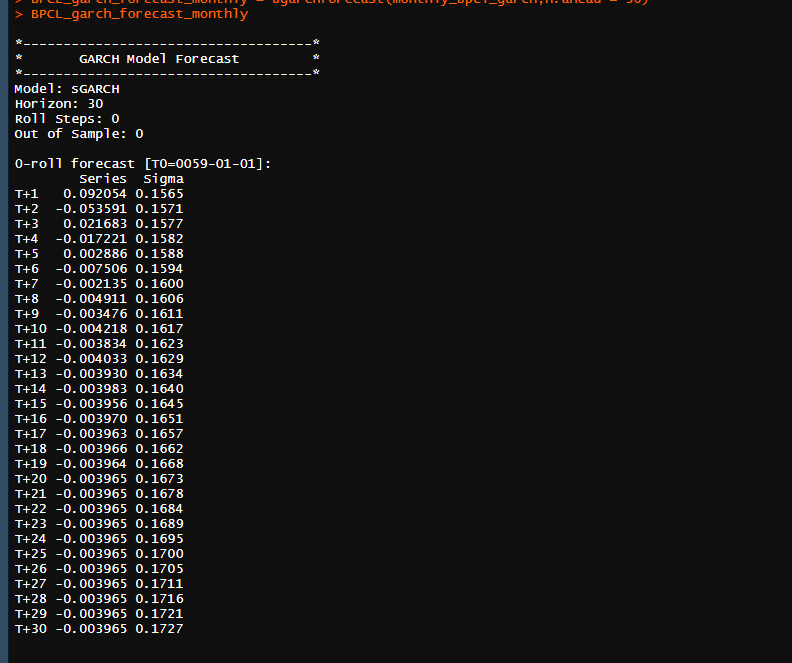 > BPCL_garch_forecast_monthly = ugarchforecast(monthly_bpcl_garch,n.ahead = 30)
> BPCL_garch_forecast_monthly
*------------------------------------*
*       GARCH Model Forecast         *
*------------------------------------*
Model: sGARCH
Horizon: 30
Roll Steps: 0
Out of Sample: 0
0-roll forecast [T0=0059-01-01]:
        Series  Sigma
T+1   0.092054 0.1565
T+2  -0.053591 0.1571
T+3   0.021683 0.1577
T+4  -0.017221 0.1582
T+5   0.002886 0.1588
T+6  -0.007506 0.1594
T+7  -0.002135 0.1600
T+8  -0.004911 0.1606
T+9  -0.003476 0.1611
T+10 -0.004218 0.1617
T+11 -0.003834 0.1623
T+12 -0.004033 0.1629
T+13 -0.003930 0.1634
T+14 -0.003983 0.1640
T+15 -0.003956 0.1645
T+16 -0.003970 0.1651
T+17 -0.003963 0.1657
T+18 -0.003966 0.1662
T+19 -0.003964 0.1668
T+20 -0.003965 0.1673
T+21 -0.003965 0.1678
T+22 -0.003965 0.1684
T+23 -0.003965 0.1689
T+24 -0.003965 0.1695
T+25 -0.003965 0.1700
T+26 -0.003965 0.1705
T+27 -0.003965 0.1711
T+28 -0.003965 0.1716
T+29 -0.003965 0.1721
T+30 -0.003965 0.1727